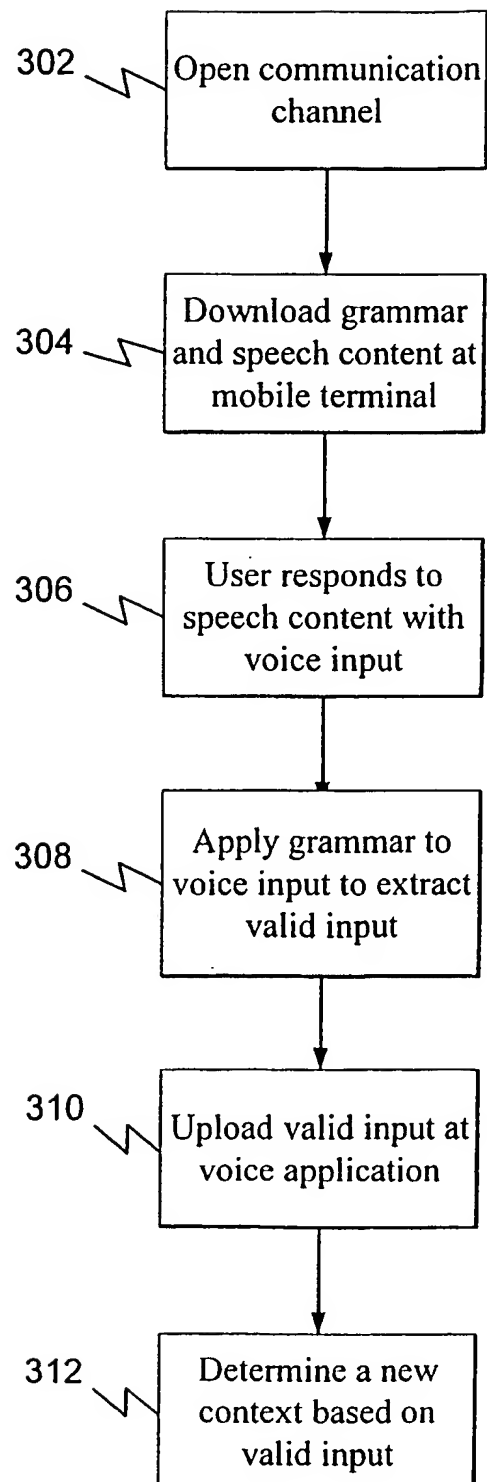 302
Open communication
channel
304
Download grammar
and speech content at
mobile terminal
306
User responds to
speech content with
voice input
308
Apply grammar to
voice input to extract
valid input
310
Upload valid input at
voice application
312
Determine a new
context based on
valid input